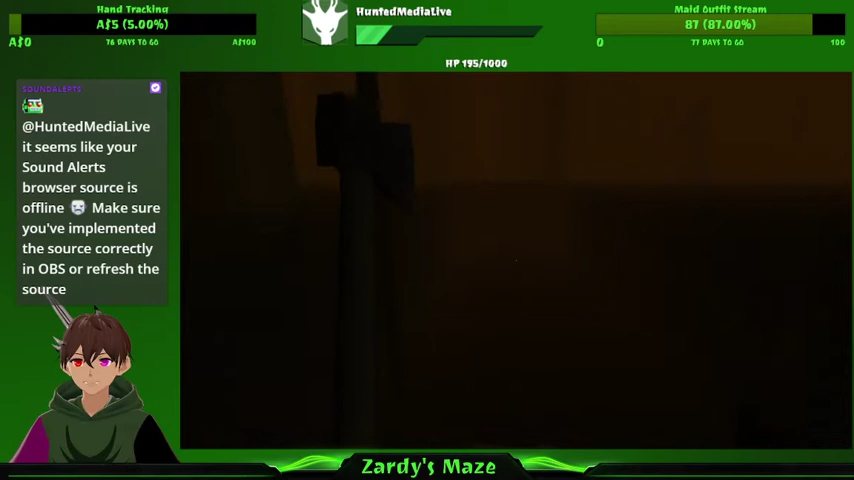 Hand Tracking
A$5 (5.00%)
A$0
76 DAYS TO GO
A$100
HuntedMediaLive
HP 195/1000
Maid Outfit Stream
87 (87.00%)
0
77 DAYS TO GO
100
SOUNDALERTS
@HuntedMediaLive
it seems like your
Sound Alerts
browser source is
offline Make sure
you've implemented
the source correctly
in OBS or refresh the
source
Zardy's Maze